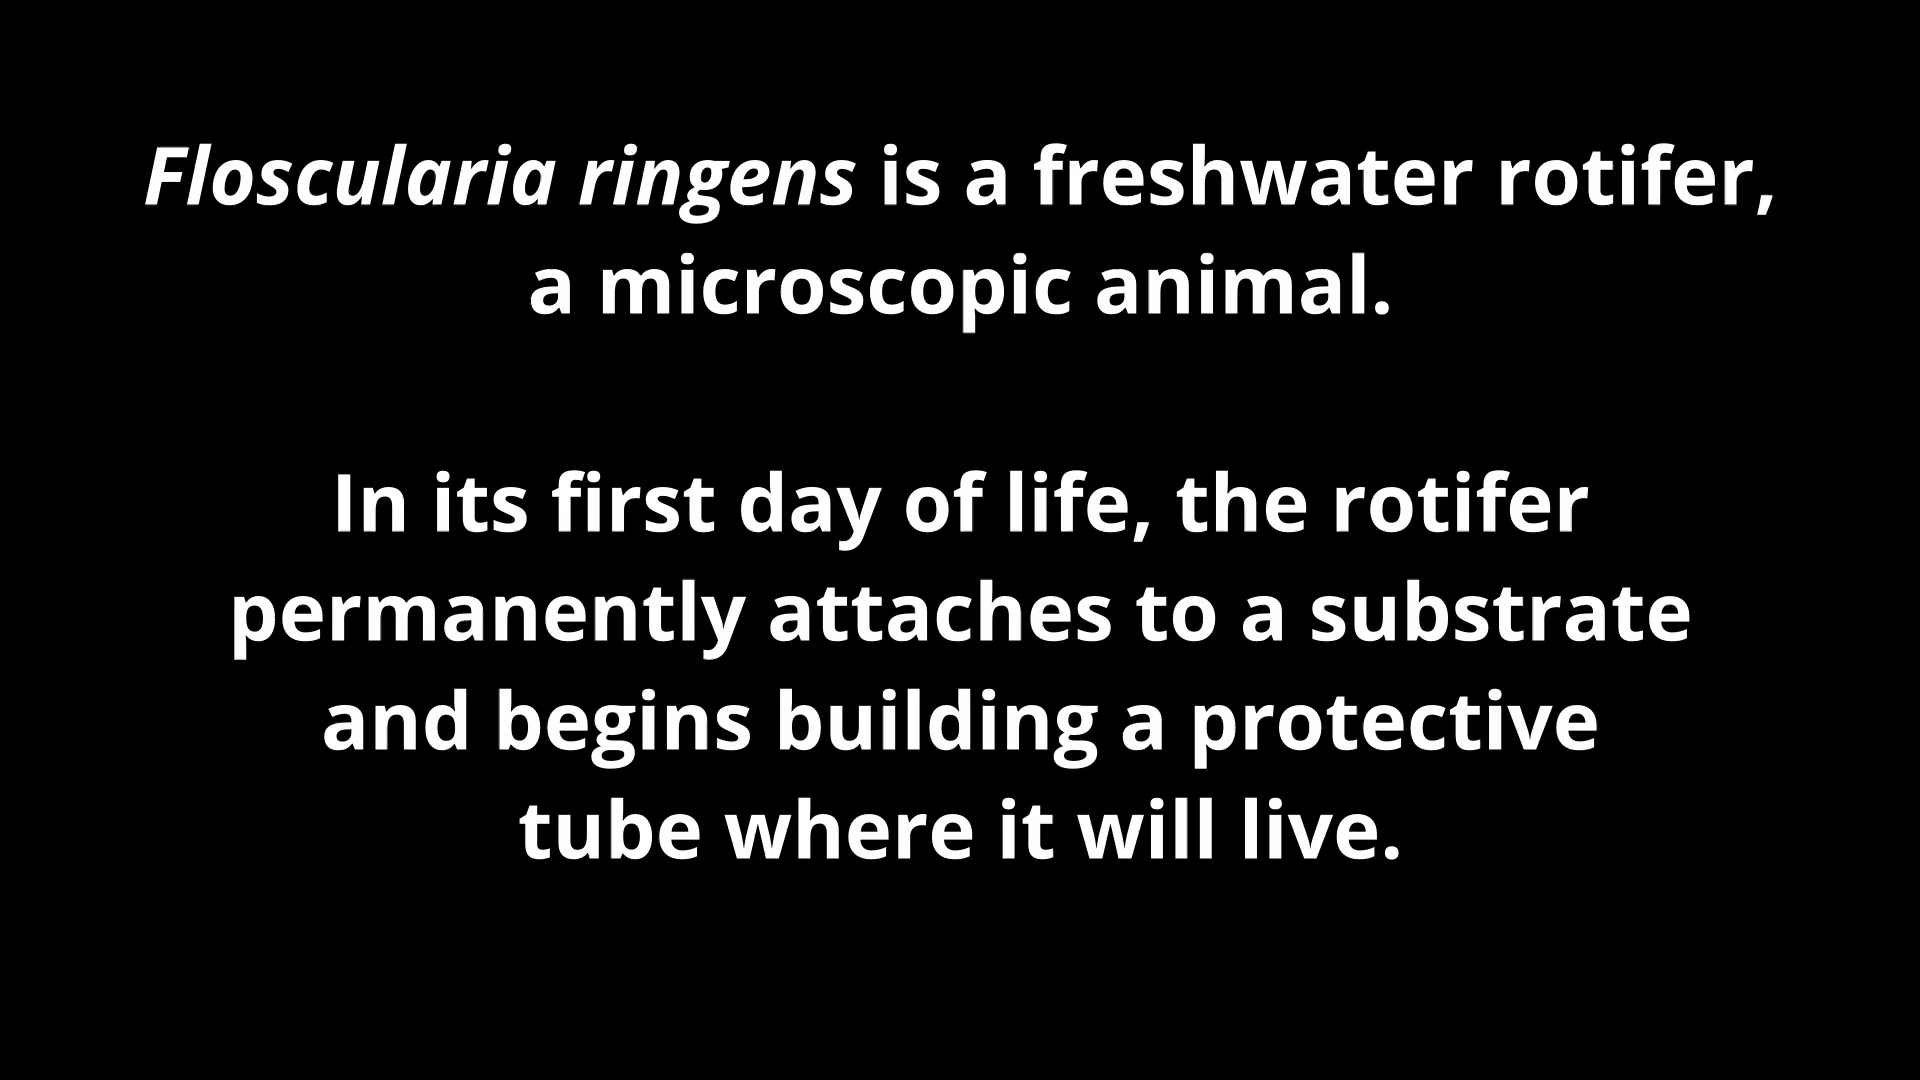 Floscularia ringens is a freshwater rotifer,
a microscopic animal.
In its first day of life, the rotifer
permanently attaches to a substrate
and begins building a protective
tube where it will live.